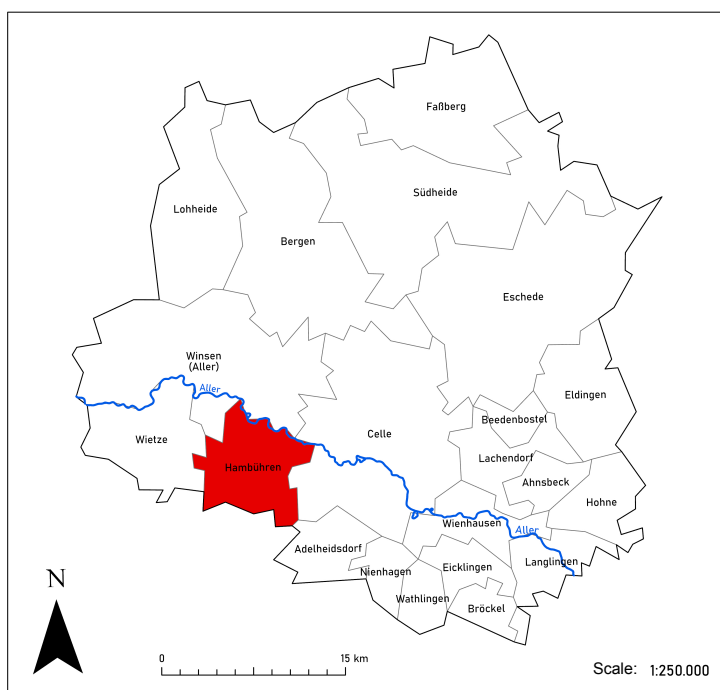 Faßberg
Südheide
Lohheide
Bergen
Eschede
Winsen
(Aller)
Aller
Eldingen
Beedenbostel
Wietze
Celle
Lachendorf
Hambühren
Ahnsbeck
Hohne
Wienhausen
Aller
Adelheidsdorf
Langlingen
Eicklingen
Nienhagen
Wathlingen
Bröckel
N
0
15 km
Scale: 1:250.000